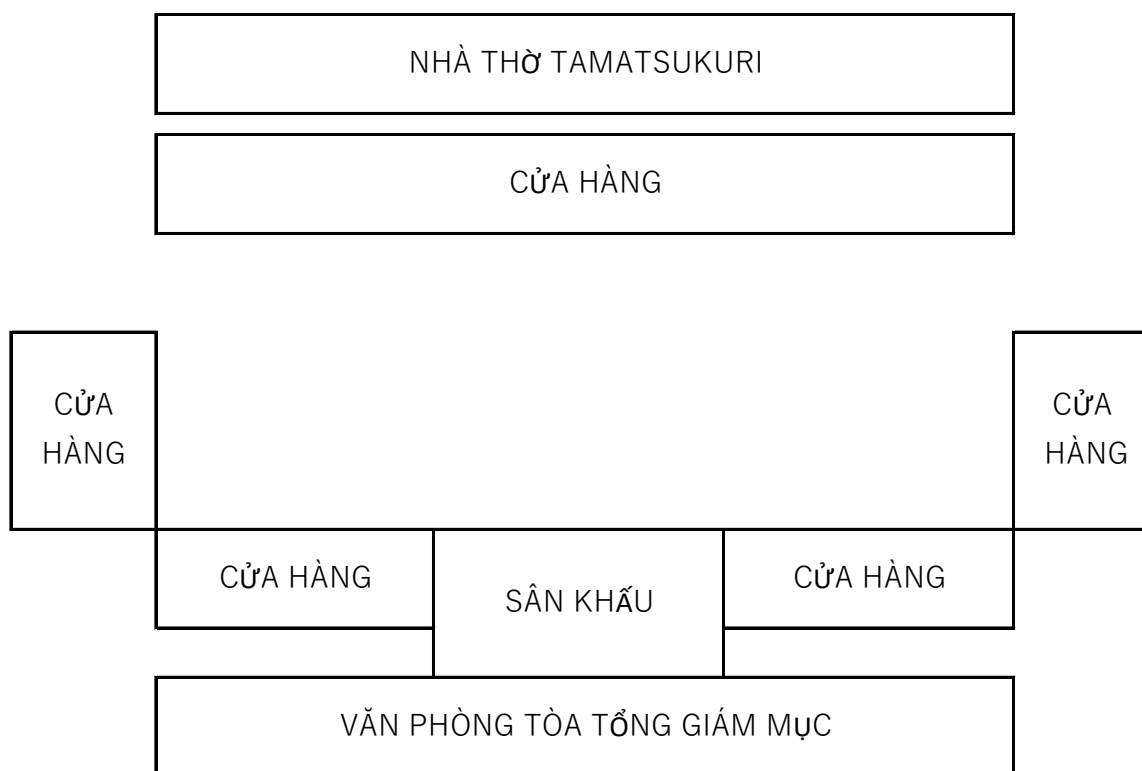 NHÀ THỜ TAMATSUKURI
CỬA HÀNG
CỬA
HÀNG
CỬA
HÀNG
CỬA HÀNG
SÂN KHẤU
CỬA HÀNG
VĂN PHÒNG TÒA TỔNG GIÁM MỤC